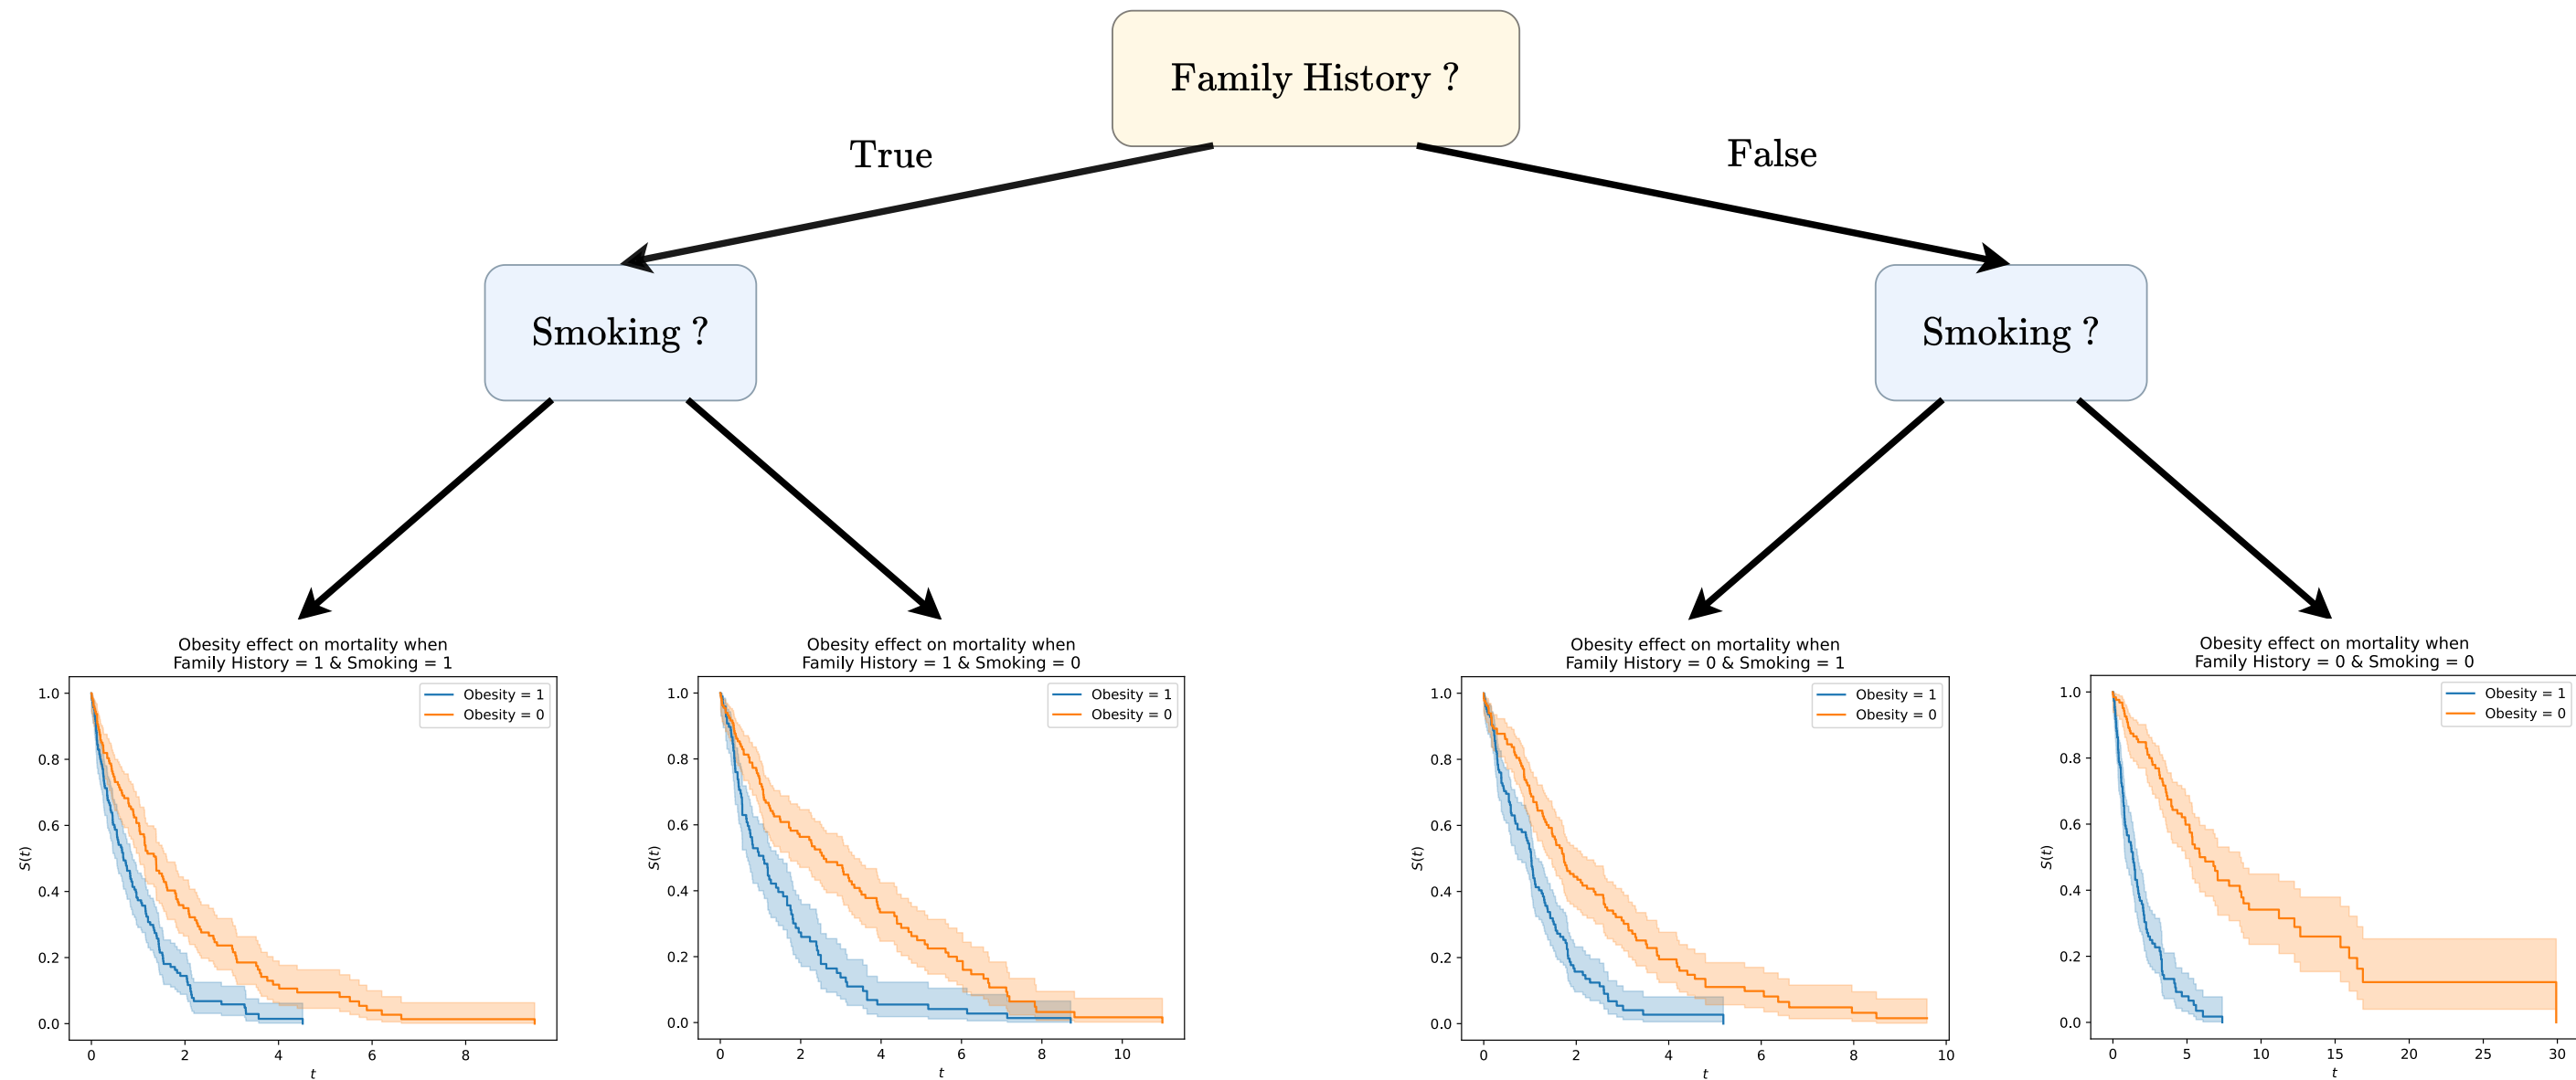 Family History ?
True
False
Smoking ?
Smoking ?
Obesity effect on mortality when
Family History = 1 & Smoking = 1
Obesity = 1
Obesity = 0
1.0
0.8
0.6
0.4
0.2
0.0
S(t)
0 2 4 6 8
t
Obesity effect on mortality when
Family History = 1 & Smoking = 0
Obesity = 1
Obesity = 0
1.0
0.8
0.6
0.4
0.2
0.0
S(t)
0 2 4 6 8 10
t
Obesity effect on mortality when
Family History = 0 & Smoking = 1
Obesity = 1
Obesity = 0
1.0
0.8
0.6
0.4
0.2
0.0
S(t)
0 2 4 6 8 10
t
Obesity effect on mortality when
Family History = 0 & Smoking = 0
Obesity = 1
Obesity = 0
1.0
0.8
0.6
0.4
0.2
0.0
S(t)
0 5 10 15 20 25 30
t